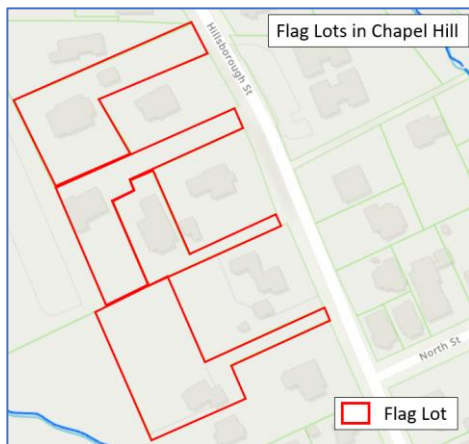 Flag Lots in Chapel Hill
Hillsborough St
North St
Flag Lot